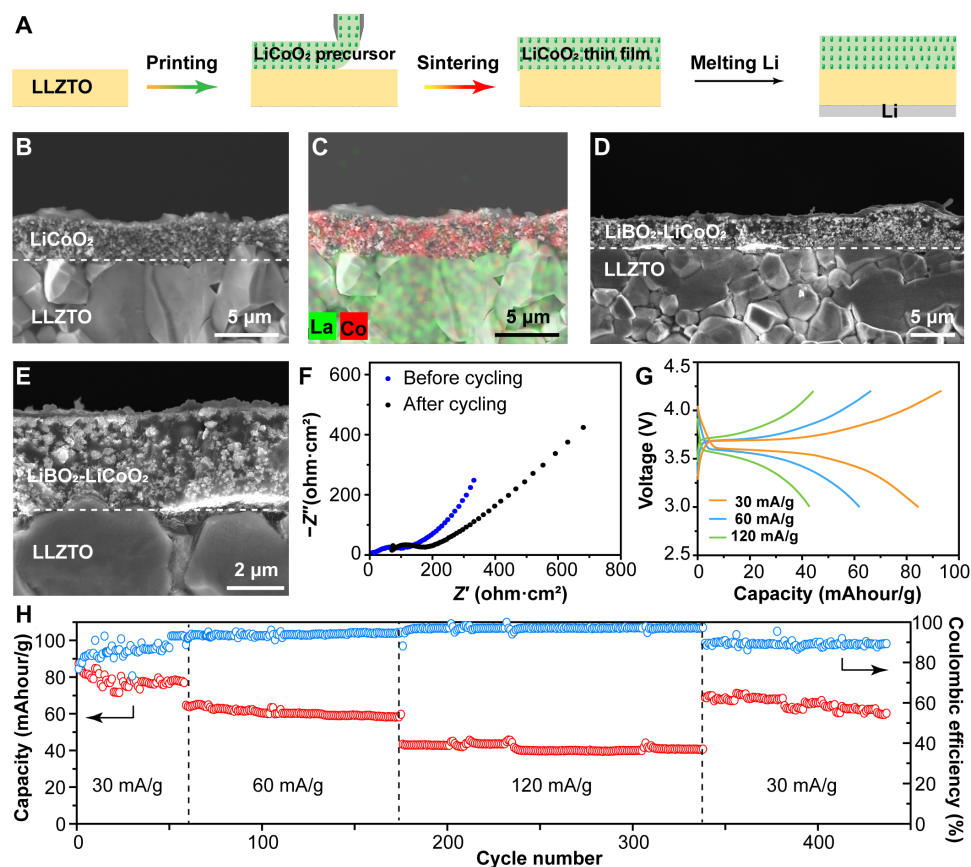 A
LLZTO
Printing
LiCoO₂ precursor
Sintering
LiCoO₂ thin film
Melting Li
Li
B
LiCoO₂
LLZTO
5 μm
C
La
Co
5 μm
D
LiBO₂-LiCoO₂
LLZTO
5 μm
E
LiBO₂-LiCoO₂
LLZTO
2 μm
F
600
400
200
0
0 200 400 600 800
Before cycling
After cycling
−Z″(ohm·cm²)
Z′ (ohm·cm²)
G
4.5
4.0
3.5
3.0
2.5
0 20 40 60 80 100
Voltage (V)
Capacity (mAhour/g)
30 mA/g
60 mA/g
120 mA/g
H
100
80
60
40
20
0
Capacity (mAhour/g)
30 mA/g
60 mA/g
120 mA/g
30 mA/g
100
80
60
40
20
0
Coulombic efficiency (%)
0 100 200 300 400
Cycle number